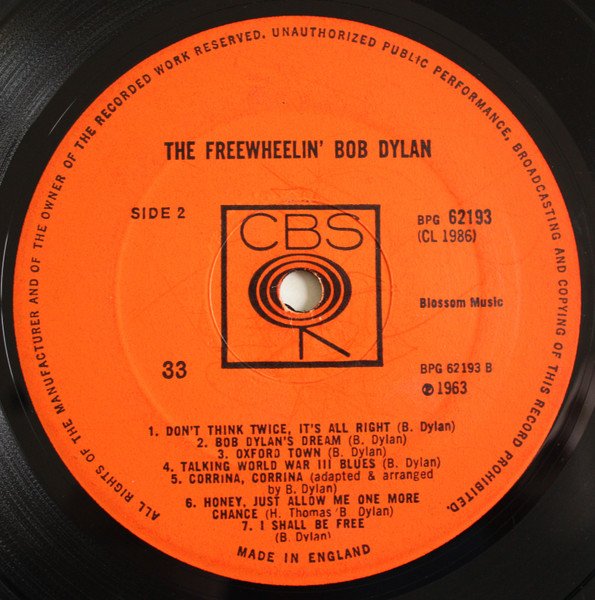 ALL RIGHTS OF THE MANUFACTURER AND OF THE OWNER OF THE RECORDED WORK RESERVED. UNAUTHORIZED PUBLIC PERFORMANCE, BROADCASTING AND COPYING OF THIS RECORD PROHIBITED.
THE FREEWHEELIN' BOB DYLAN
SIDE 2
CBS
BPG 62193
(CL 1986)
Blossom Music
33
BPG 62193 B
℗ 1963
1. DON'T THINK TWICE, IT'S ALL RIGHT (B. Dylan)
2. BOB DYLAN'S DREAM (B. Dylan)
3. OXFORD TOWN (B. Dylan)
4. TALKING WORLD WAR III BLUES (B. Dylan)
5. CORRINA, CORRINA (adapted & arranged
by B. Dylan)
6. HONEY, JUST ALLOW ME ONE MORE
CHANCE (H. Thomas B. Dylan)
7. I SHALL BE FREE
(B. Dylan)
MADE IN ENGLAND